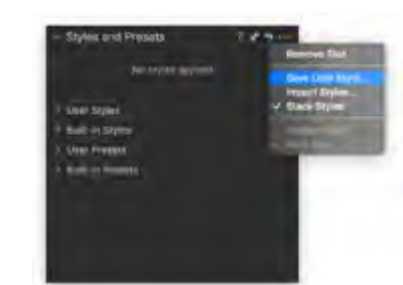 Styles and Presets
No styles applied
Remove Tool
Save User Style...
Import Styles...
Stack Styles
User Styles
Built-in Styles
User Presets
Built-in Presets